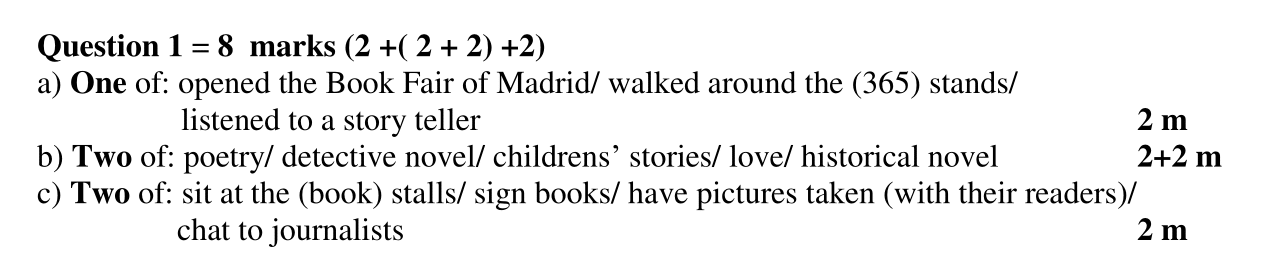 Question 1 = 8 marks (2 +( 2 + 2) +2)
a) One of: opened the Book Fair of Madrid/ walked around the (365) stands/
listened to a story teller 2 m
b) Two of: poetry/ detective novel/ childrens’ stories/ love/ historical novel 2+2 m
c) Two of: sit at the (book) stalls/ sign books/ have pictures taken (with their readers)/
chat to journalists 2 m